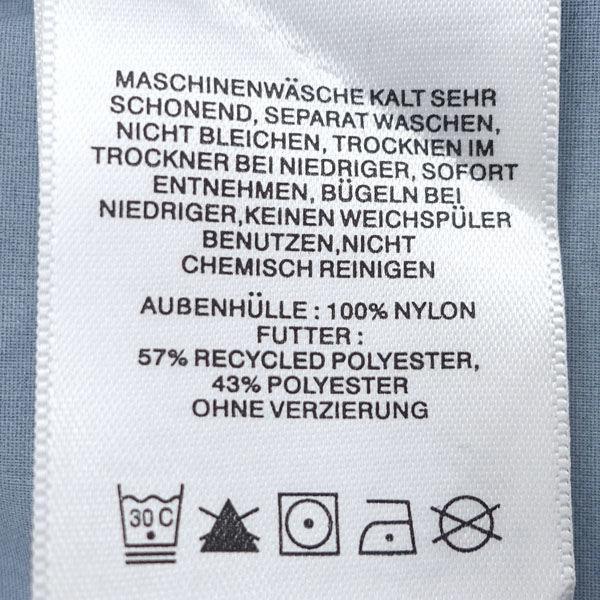 MASCHINENWÄSCHE KALT SEHR
SCHONEND, SEPARAT WASCHEN,
NICHT BLEICHEN, TROCKNEN IM
TROCKNER BEI NIEDRIGER, SOFORT
ENTNEHMEN, BÜGELN BEI
NIEDRIGER,KEINEN WEICHSPÜLER
BENUTZEN,NICHT
CHEMISCH REINIGEN
AUßENHÜLLE : 100% NYLON
FUTTER :
57% RECYCLED POLYESTER,
43% POLYESTER
OHNE VERZIERUNG
30 C